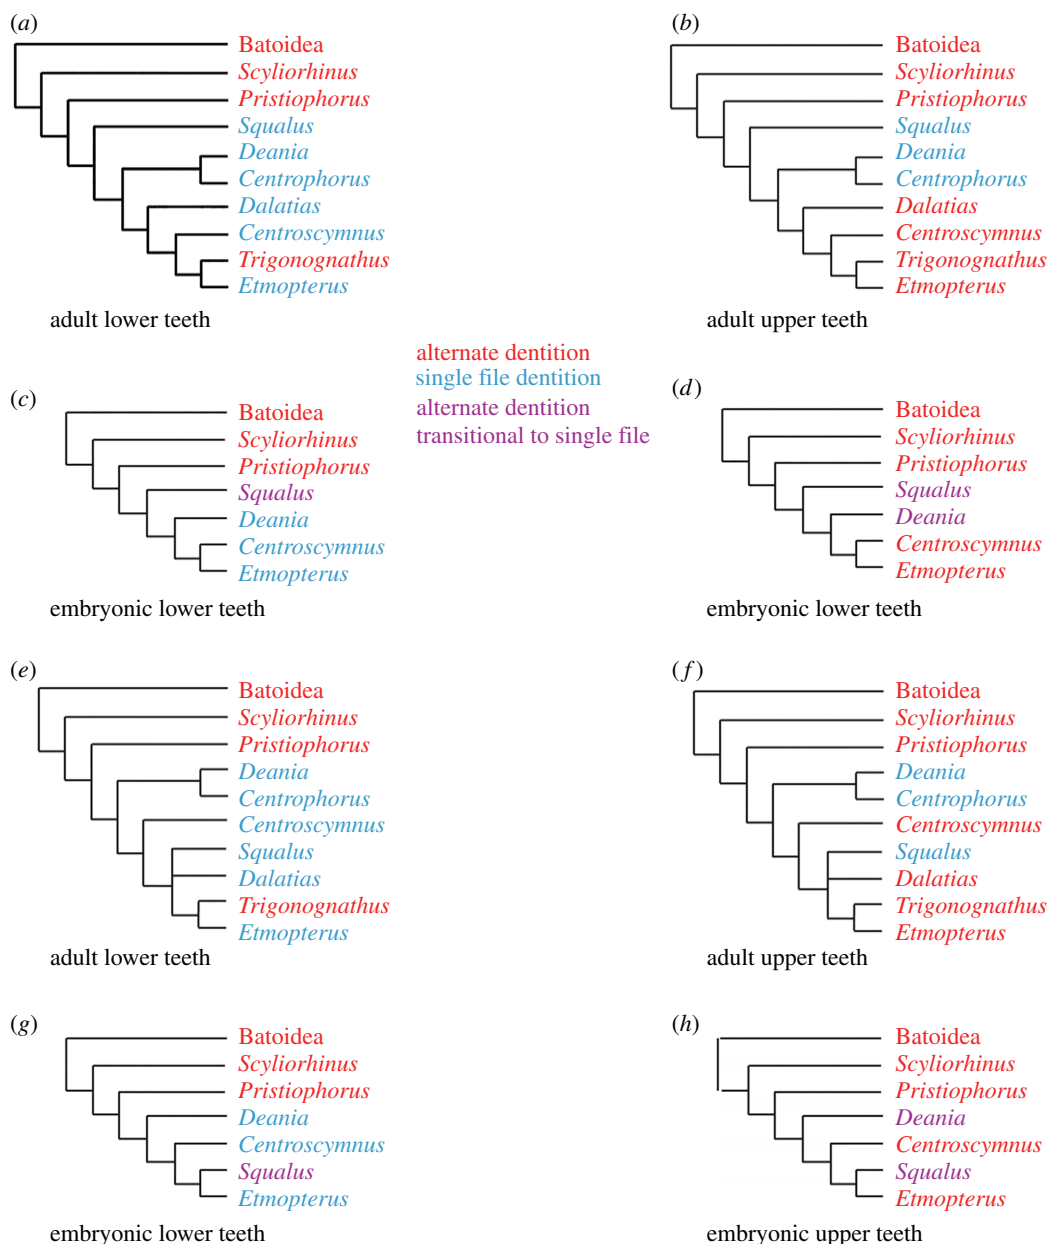 (a)
Batoidea
Scyliorhinus
Pristiophorus
Squalus
Deania
Centrophorus
Dalatias
Centroscymnus
Trigonognathus
Etmopterus
adult lower teeth
(b)
Batoidea
Scyliorhinus
Pristiophorus
Squalus
Deania
Centrophorus
Dalatias
Centroscymnus
Trigonognathus
Etmopterus
adult upper teeth
alternate dentition
single file dentition
alternate dentition
transitional to single file
(c)
Batoidea
Scyliorhinus
Pristiophorus
Squalus
Deania
Centroscymnus
Etmopterus
embryonic lower teeth
(d)
Batoidea
Scyliorhinus
Pristiophorus
Squalus
Deania
Centroscymnus
Etmopterus
embryonic lower teeth
(e)
Batoidea
Scyliorhinus
Pristiophorus
Deania
Centrophorus
Centroscymnus
Squalus
Dalatias
Trigonognathus
Etmopterus
adult lower teeth
(f)
Batoidea
Scyliorhinus
Pristiophorus
Deania
Centrophorus
Centroscymnus
Squalus
Dalatias
Trigonognathus
Etmopterus
adult upper teeth
(g)
Batoidea
Scyliorhinus
Pristiophorus
Deania
Centroscymnus
Squalus
Etmopterus
embryonic lower teeth
(h)
Batoidea
Scyliorhinus
Pristiophorus
Deania
Centroscymnus
Squalus
Etmopterus
embryonic upper teeth